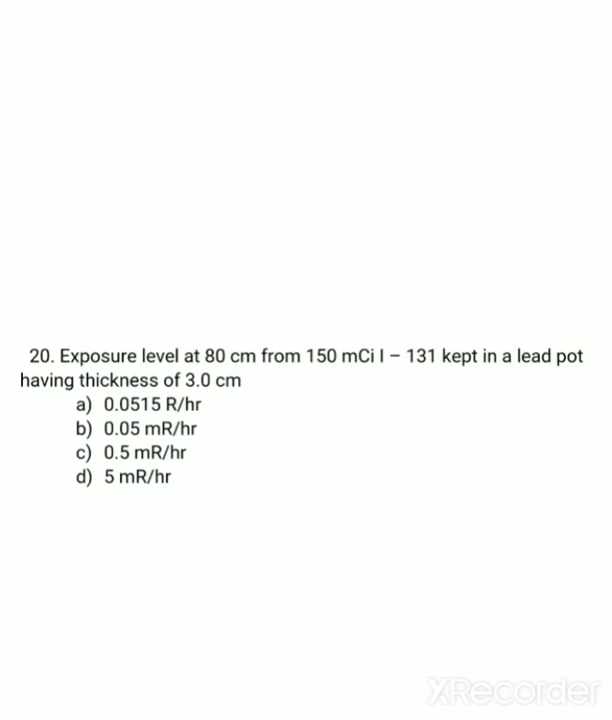 20. Exposure level at 80 cm from 150 mCi I – 131 kept in a lead pot
having thickness of 3.0 cm
a) 0.0515 R/hr
b) 0.05 mR/hr
c) 0.5 mR/hr
d) 5 mR/hr
XRecorder